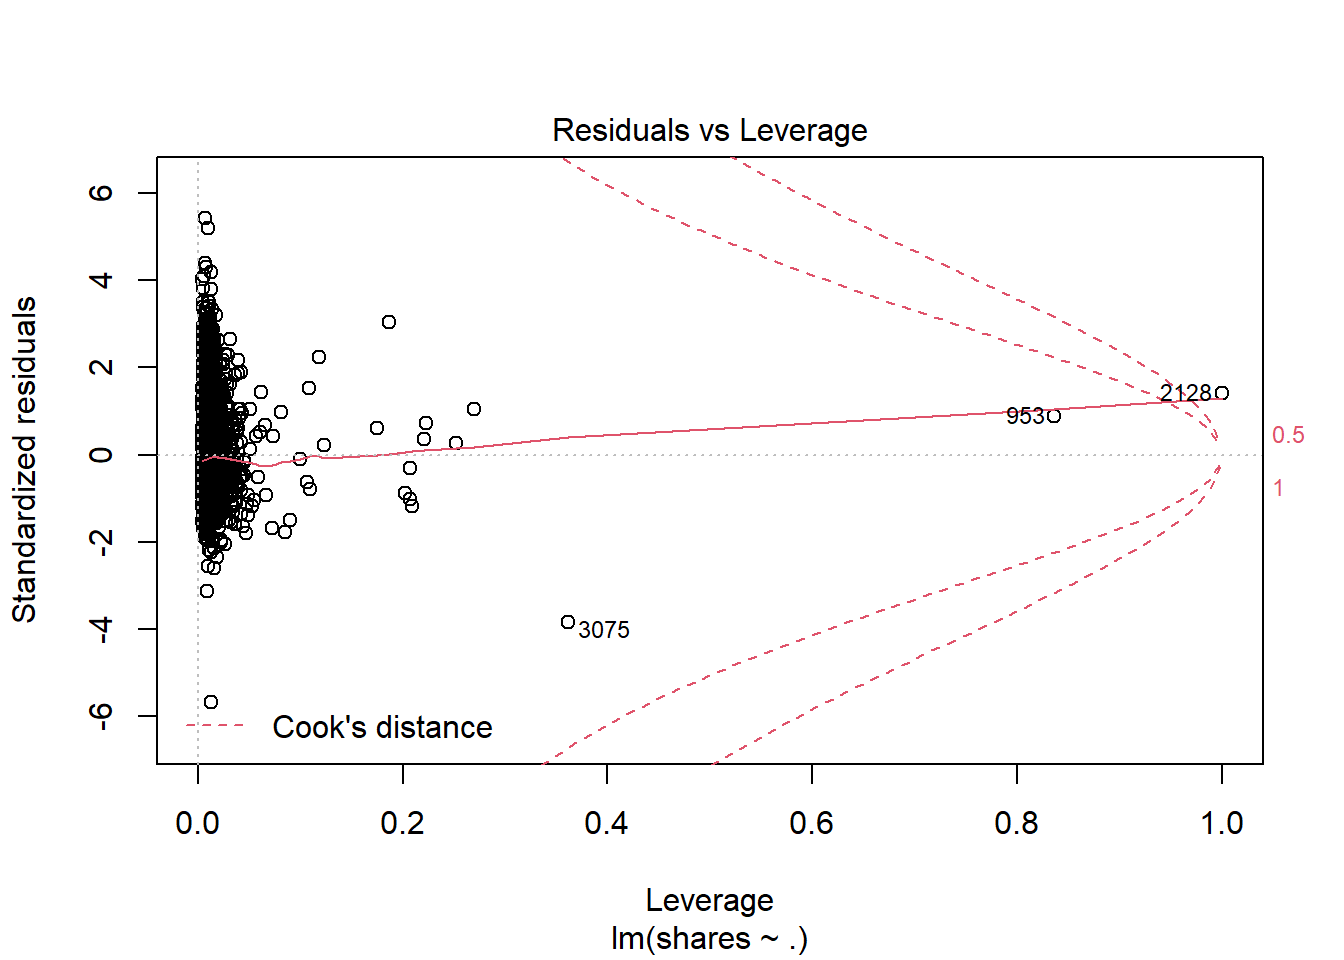 Residuals vs Leverage
Standardized residuals
6
4
2
0
-2
-4
-6
2128
953
3075
0.5
1
Cook's distance
0.0 0.2 0.4 0.6 0.8 1.0
Leverage
lm(shares ~ .)